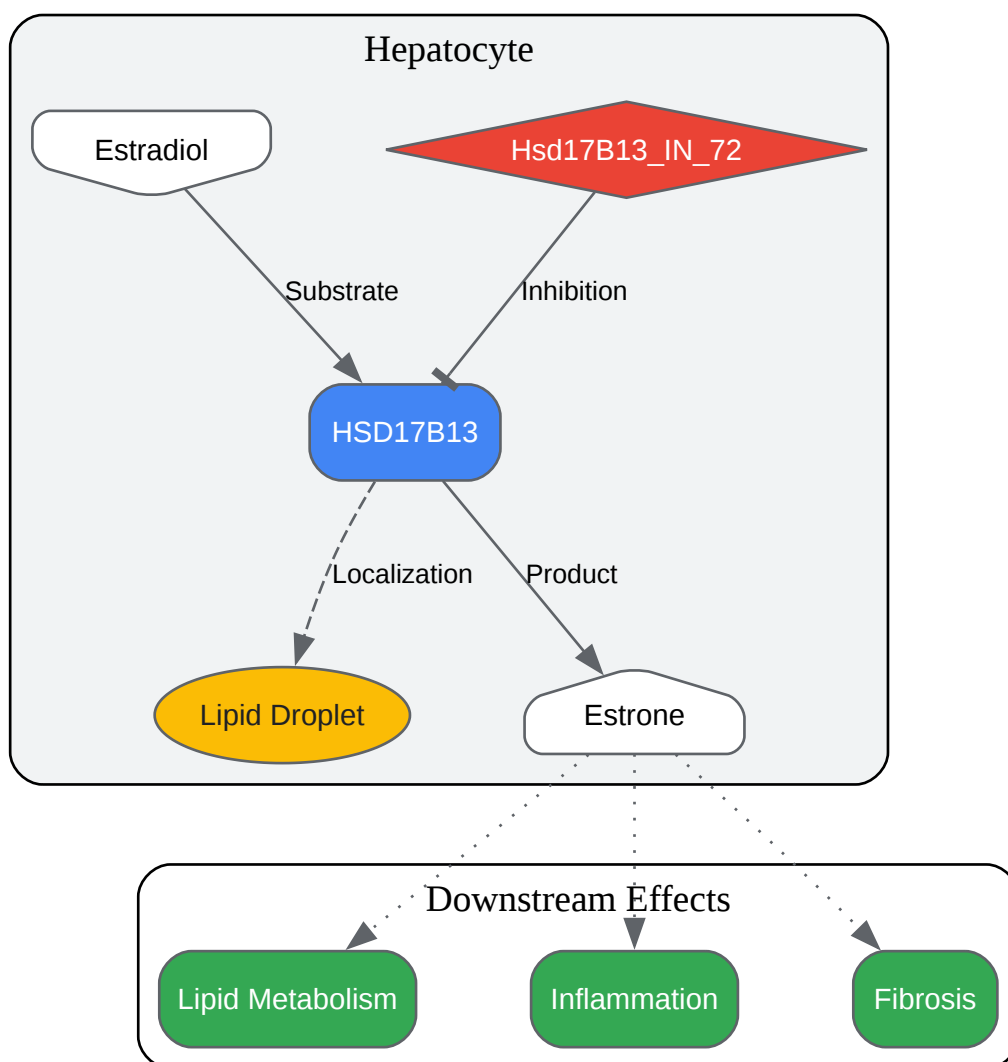 Hepatocyte
Estradiol
Hsd17B13_IN_72
Substrate
Inhibition
HSD17B13
Localization
Product
Lipid Droplet
Estrone
Downstream Effects
Lipid Metabolism
Inflammation
Fibrosis